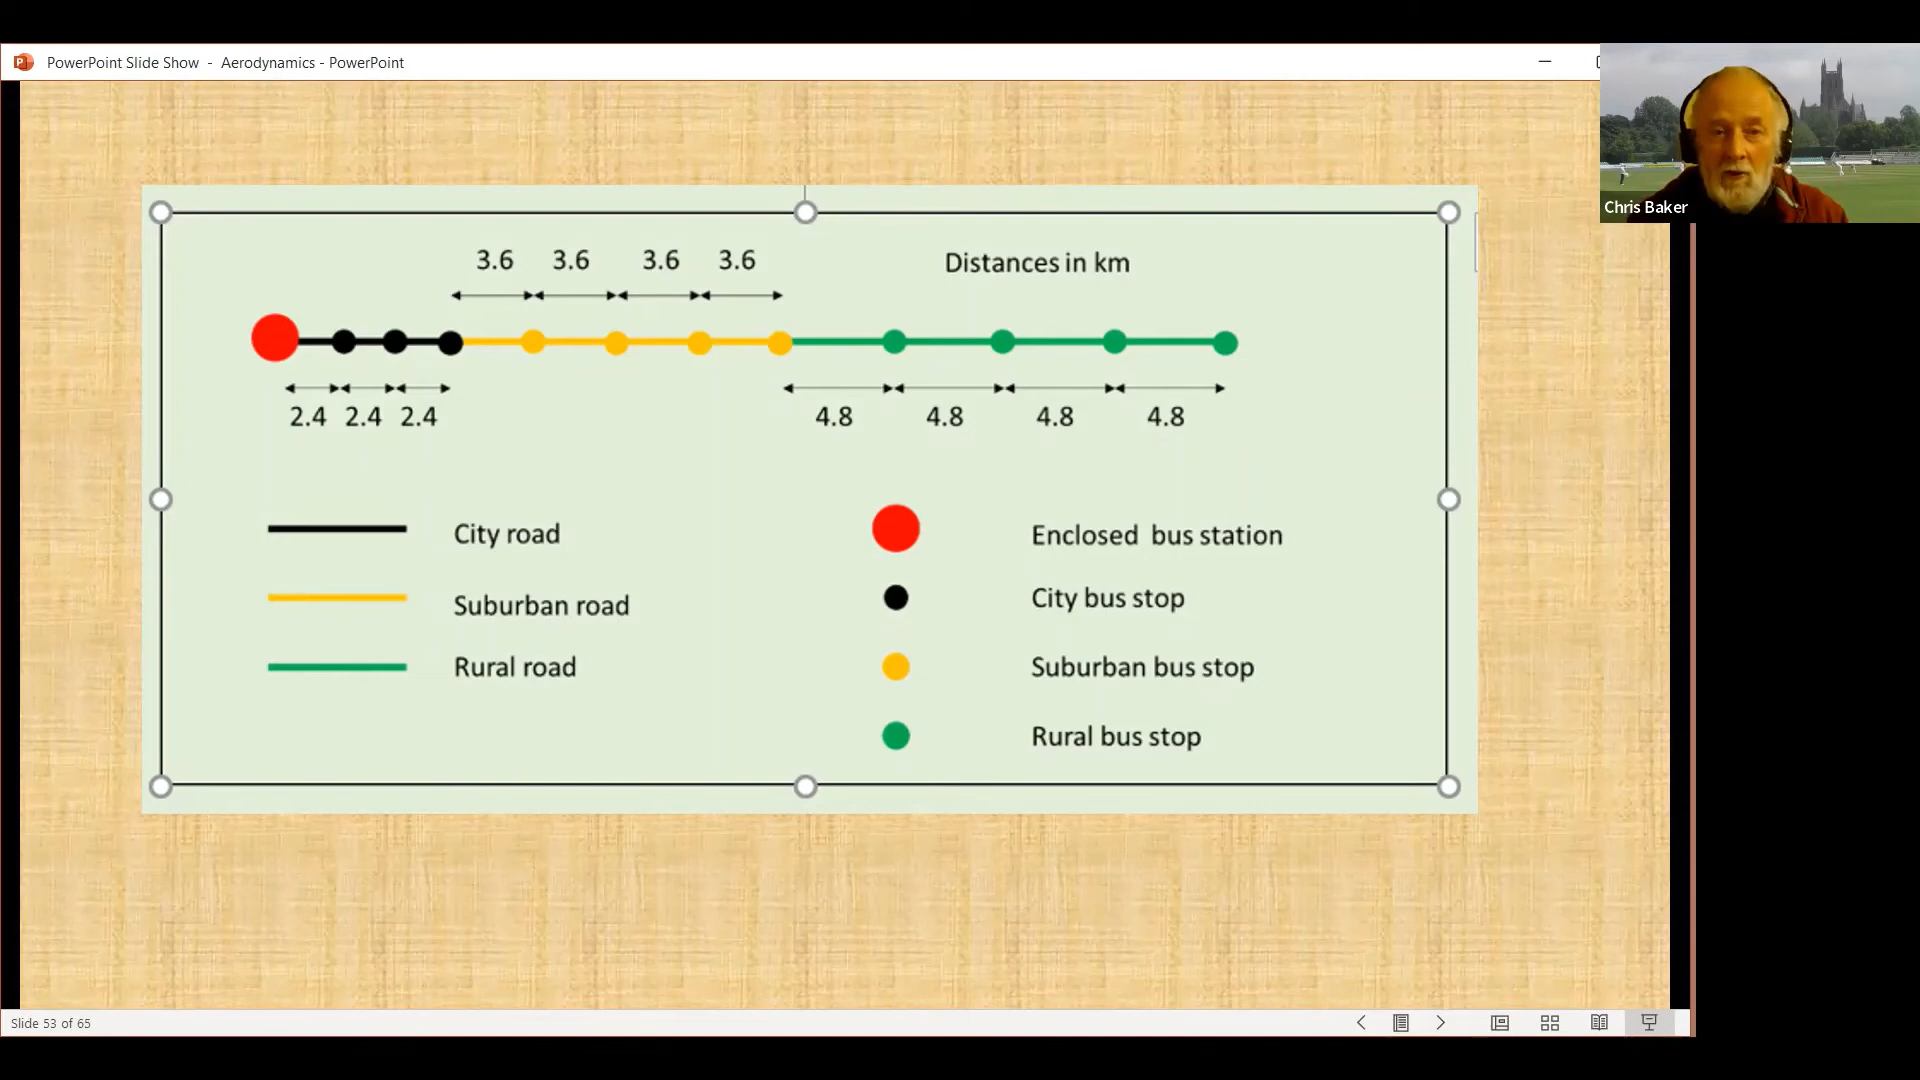 PowerPoint Slide Show - Aerodynamics - PowerPoint
Chris Baker
3.6 3.6 3.6 3.6
Distances in km
2.4 2.4 2.4
4.8 4.8 4.8 4.8
City road
Suburban road
Rural road
Enclosed bus station
City bus stop
Suburban bus stop
Rural bus stop
Slide 53 of 65